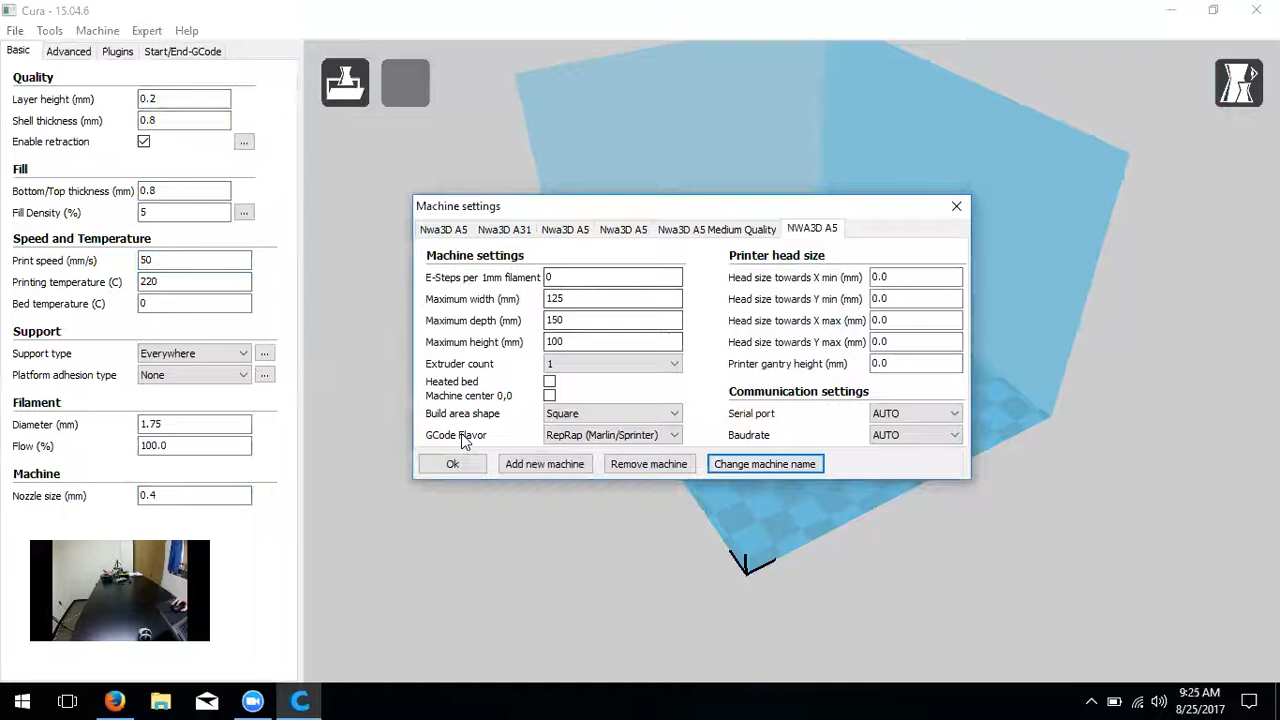 Cura - 15.04.6
File Tools Machine Expert Help
Basic Advanced Plugins Start/End-GCode
Quality
Layer height (mm) 0.2
Shell thickness (mm) 0.8
Enable retraction ...
Fill
Bottom/Top thickness (mm) 0.8
Fill Density (%) 5 ...
Speed and Temperature
Print speed (mm/s) 50
Printing temperature (C) 220
Bed temperature (C) 0
Support
Support type Everywhere ...
Platform adhesion type None ...
Filament
Diameter (mm) 1.75
Flow (%) 100.0
Machine
Nozzle size (mm) 0.4
Machine settings
Nwa3D A5 Nwa3D A31 Nwa3D A5 Nwa3D A5 Nwa3D A5 Medium Quality NWA3D A5
Machine settings
E-Steps per 1mm filament 0
Maximum width (mm) 125
Maximum depth (mm) 150
Maximum height (mm) 100
Extruder count 1
Heated bed
Machine center 0,0
Build area shape Square
GCode Flavor RepRap (Marlin/Sprinter)
Printer head size
Head size towards X min (mm) 0.0
Head size towards Y min (mm) 0.0
Head size towards X max (mm) 0.0
Head size towards Y max (mm) 0.0
Printer gantry height (mm) 0.0
Communication settings
Serial port AUTO
Baudrate AUTO
Ok Add new machine Remove machine Change machine name
9:25 AM
8/25/2017